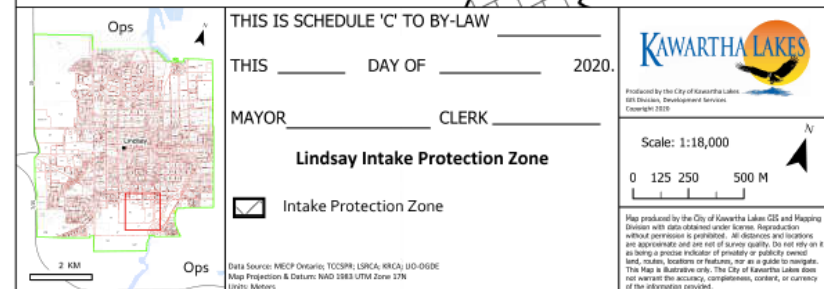 Ops
Lindsay
2 KM
Ops
THIS IS SCHEDULE 'C' TO BY-LAW
THIS DAY OF 2020.
MAYOR CLERK
Lindsay Intake Protection Zone
Intake Protection Zone
Data Source: MECP Ontario; TCCSPR; LSRCA; KRCA; LIO-OGDE
Map Projection & Datum: NAD 1983 UTM Zone 17N
Units: Meters
KAWARTHA LAKES
Produced by the City of Kawartha Lakes
GIS Division, Development Services
Copyright 2020
N
Scale: 1:18,000
0 125 250 500 M
Map produced by the City of Kawartha Lakes GIS and Mapping
Division with data obtained under license. Reproduction
without permission is prohibited. All distances and locations
are approximate and are not of survey quality. Do not rely on it
as being a precise indicator of privately or publicly owned
land, routes, locations or features, nor as a guide to navigate.
This Map is illustrative only. The City of Kawartha Lakes does
not warrant the accuracy, completeness, content, or currency
of the information provided.